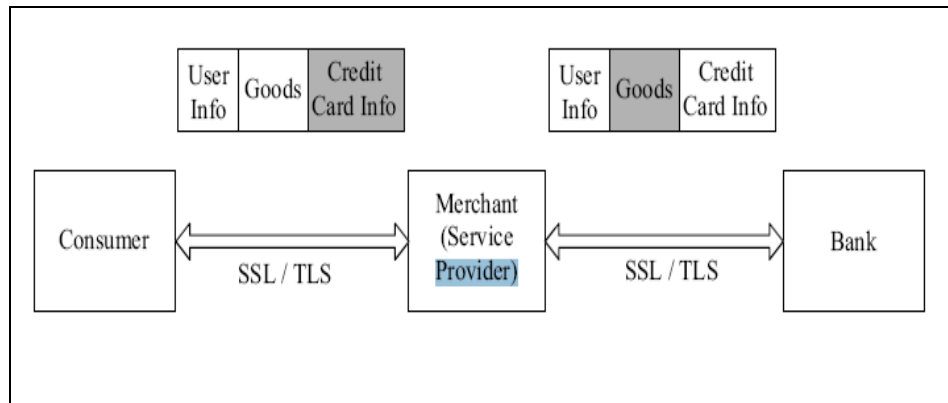 User Info
Goods
Credit Card Info
User Info
Goods
Credit Card Info
Consumer
SSL / TLS
Merchant
(Service
Provider)
SSL / TLS
Bank